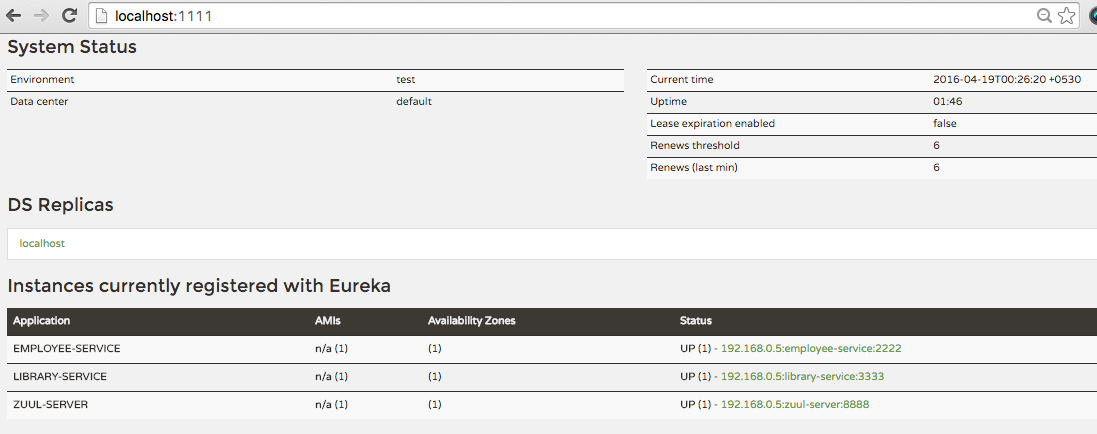 localhost:1111
System Status
Environment test
Data center default
Current time 2016-04-19T00:26:20 +0530
Uptime 01:46
Lease expiration enabled false
Renews threshold 6
Renews (last min) 6
DS Replicas
localhost
Instances currently registered with Eureka
Application AMIs Availability Zones Status
EMPLOYEE-SERVICE n/a (1) (1) UP (1) - 192.168.0.5:employee-service:2222
LIBRARY-SERVICE n/a (1) (1) UP (1) - 192.168.0.5:library-service:3333
ZUUL-SERVER n/a (1) (1) UP (1) - 192.168.0.5:zuul-server:8888